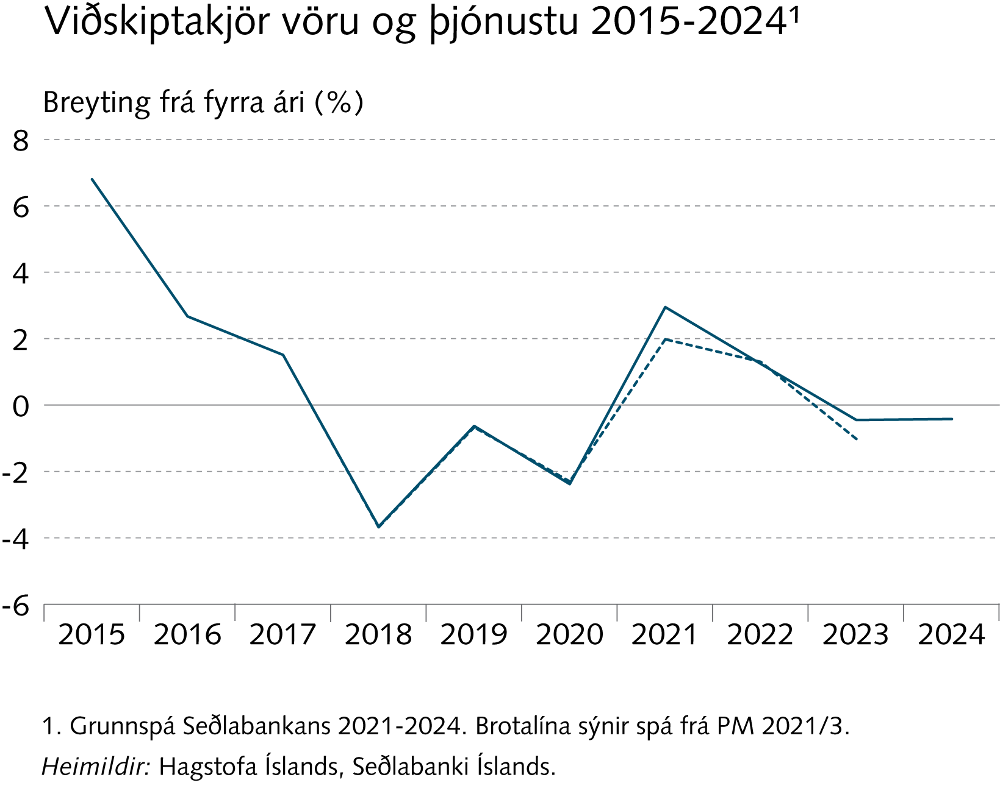 Viðskiptakjör vöru og þjónustu 2015-2024¹
Breyting frá fyrra ári (%)
8
6
4
2
0
-2
-4
-6
2015 2016 2017 2018 2019 2020 2021 2022 2023 2024
1. Grunnspá Seðlabankans 2021-2024. Brotalína sýnir spá frá PM 2021/3.
Heimildir: Hagstofa Íslands, Seðlabanki Íslands.